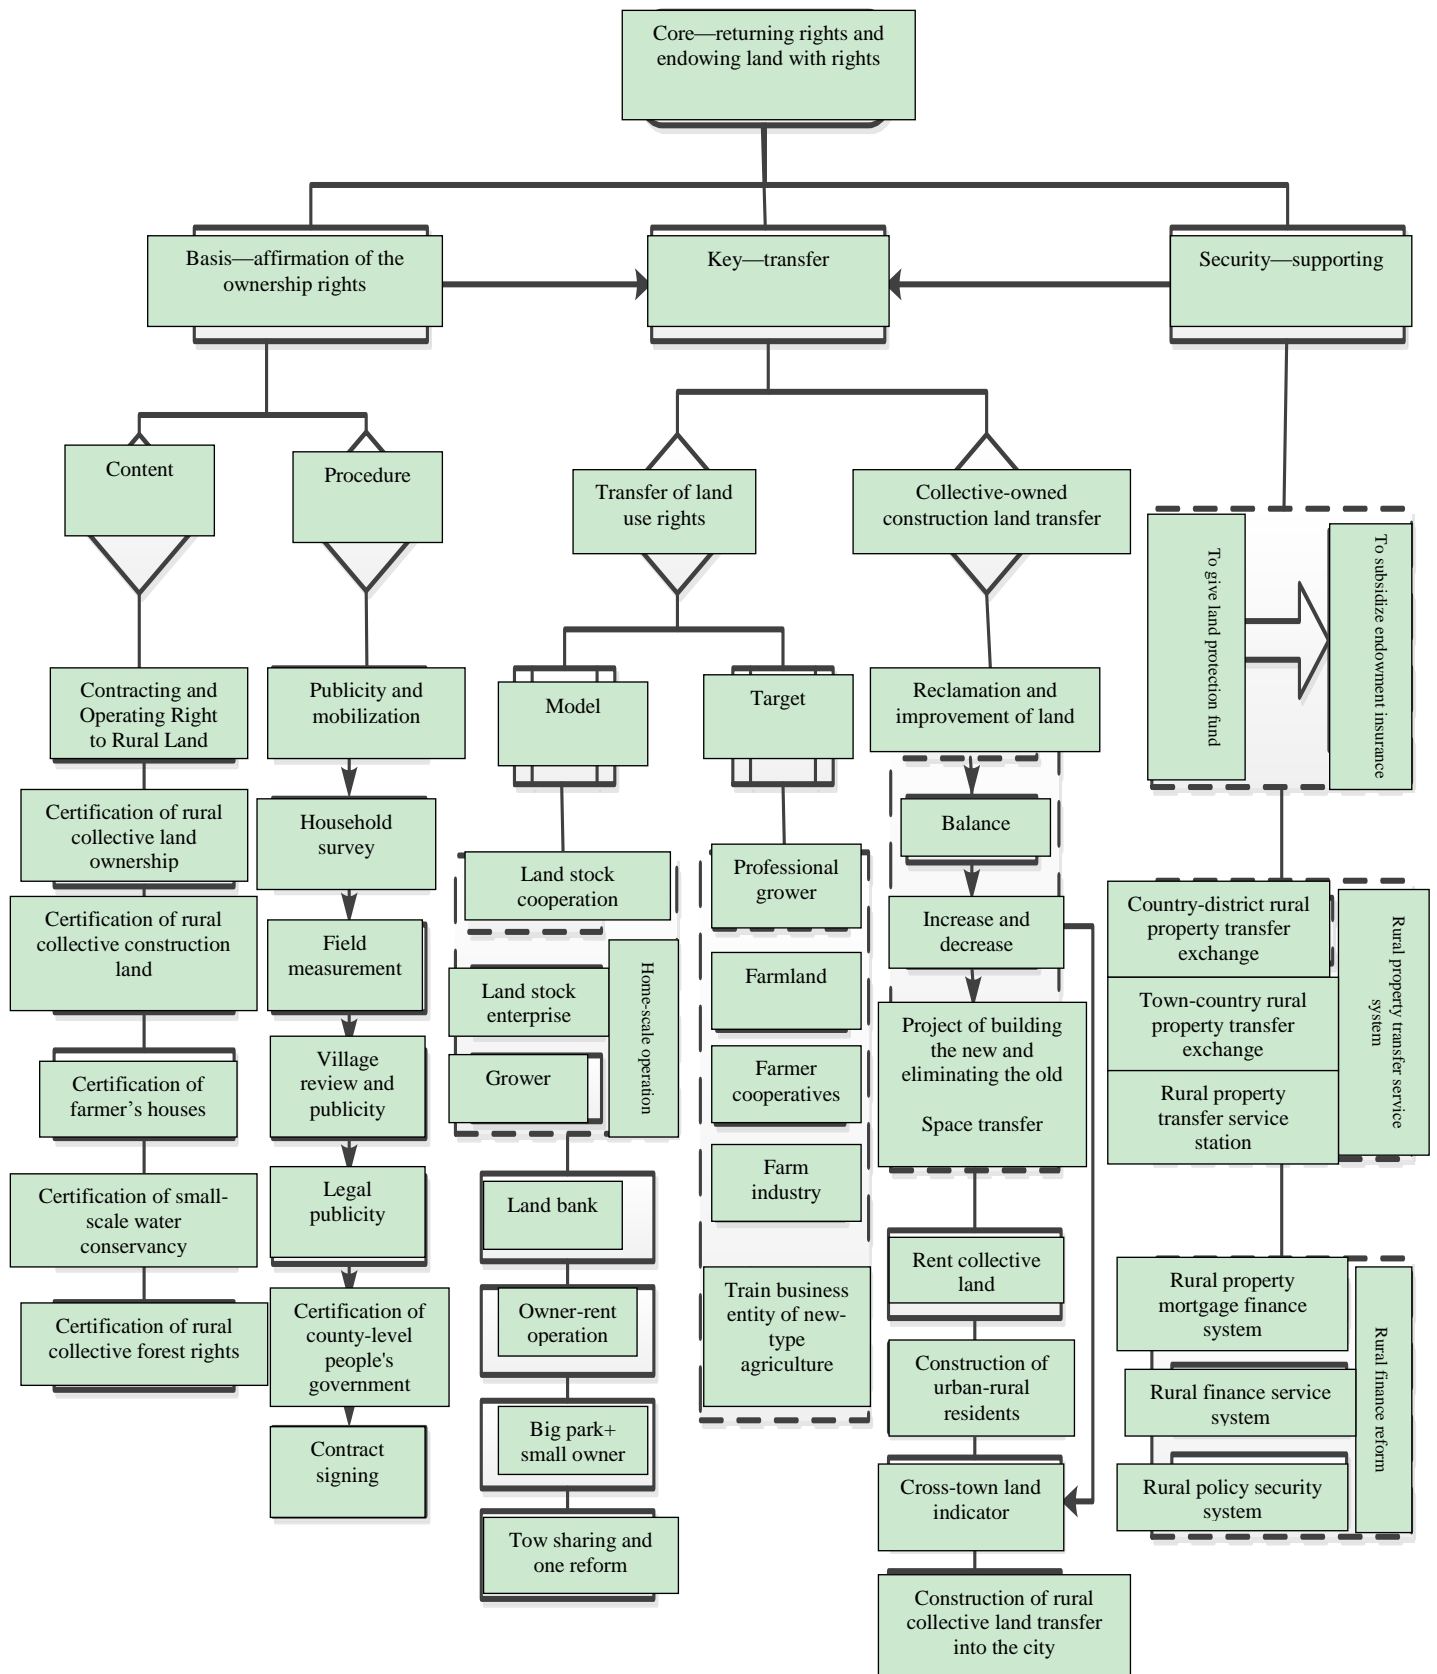 Core—returning rights and
endowing land with rights
Basis—affirmation of the
ownership rights
Key—transfer
Security—supporting
Content
Procedure
Transfer of land
use rights
Collective-owned
construction land transfer
To give land protection fund
To subsidize endowment insurance
Contracting and
Operating Right
to Rural Land
Certification of rural
collective land
ownership
Certification of rural
collective construction
land
Certification of
farmer’s houses
Certification of small-
scale water
conservancy
Certification of rural
collective forest rights
Publicity and
mobilization
Household
survey
Field
measurement
Village
review and
publicity
Legal
publicity
Certification of
county-level
people's
government
Contract
signing
Model
Target
Land stock
cooperation
Land stock
enterprise
Grower
Home-scale operation
Land bank
Owner-rent
operation
Big park+
small owner
Tow sharing and
one reform
Professional
grower
Farmland
Farmer
cooperatives
Farm
industry
Train business
entity of new-
type
agriculture
Reclamation and
improvement of land
Balance
Increase and
decrease
Project of building
the new and
eliminating the old
Space transfer
Rent collective
land
Construction of
urban-rural
residents
Cross-town land
indicator
Construction of rural
collective land transfer
into the city
Country-district rural
property transfer
exchange
Town-country rural
property transfer
exchange
Rural property
transfer service
station
Rural property transfer service
system
Rural property
mortgage finance
system
Rural finance service
system
Rural policy security
system
Rural finance reform